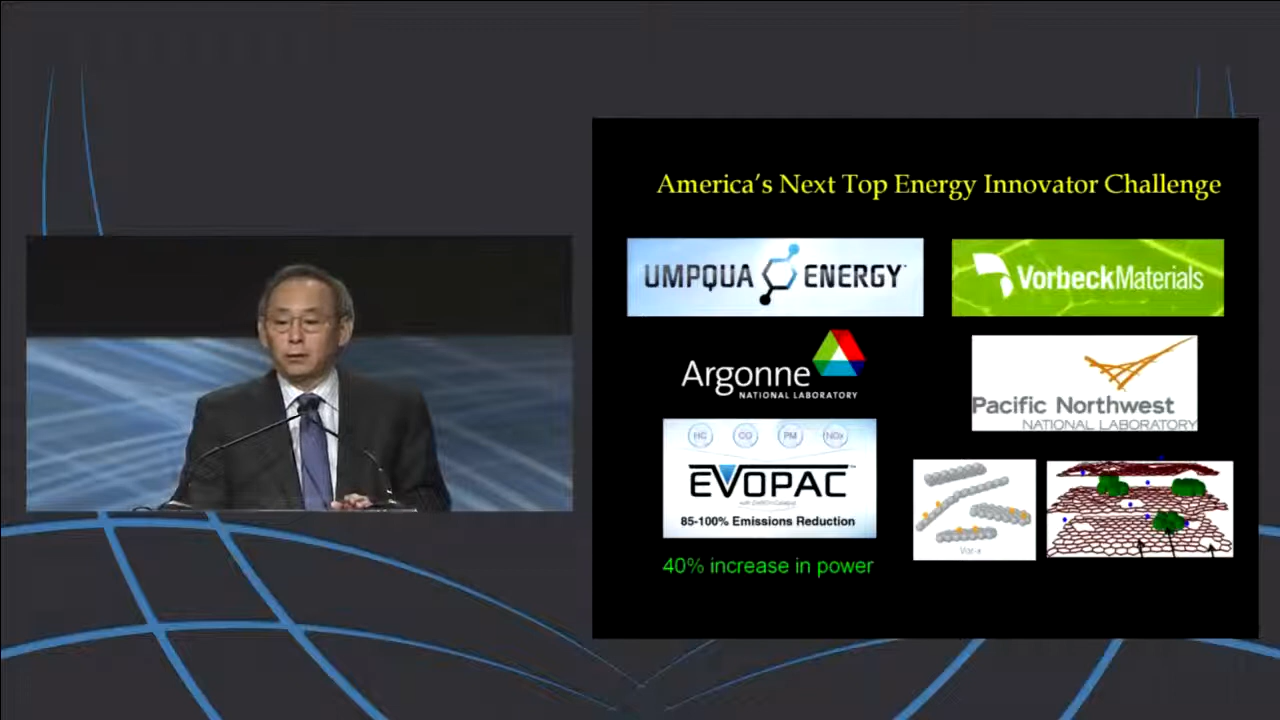 America's Next Top Energy Innovator Challenge
UMPQUA ENERGY
VorbeckMaterials
Argonne
NATIONAL LABORATORY
Pacific Northwest
NATIONAL LABORATORY
HC CO PM NOx
EVOPAC
85-100% Emissions Reduction
Vor-x
40% increase in power